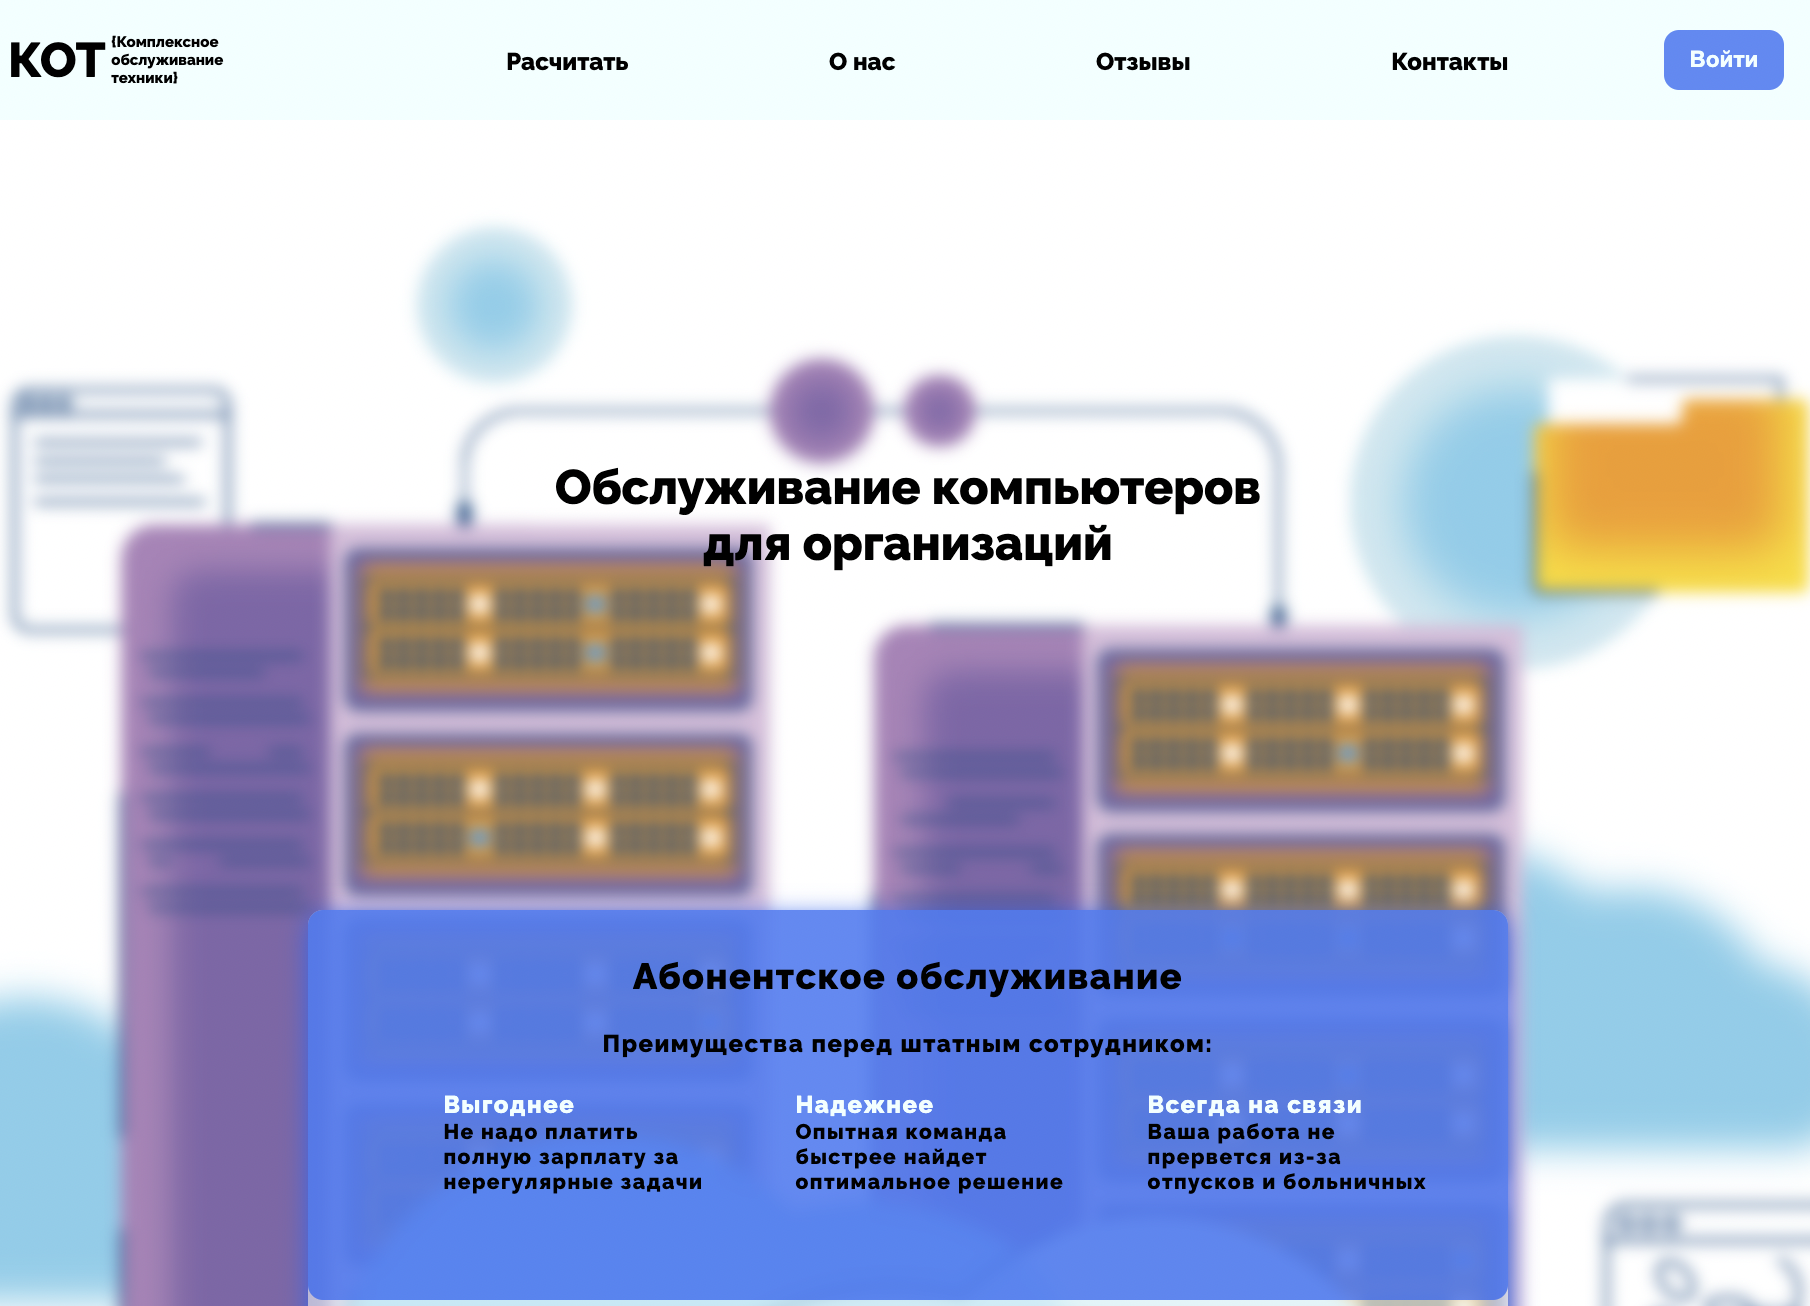 КОТ
{Комплексное
обслуживание
техники}
Расчитать
О нас
Отзывы
Контакты
Войти
Обслуживание компьютеров
для организаций
Абонентское обслуживание
Преимущества перед штатным сотрудником:
Выгоднее
Не надо платить
полную зарплату за
нерегулярные задачи
Надежнее
Опытная команда
быстрее найдет
оптимальное решение
Всегда на связи
Ваша работа не
прервется из-за
отпусков и больничных